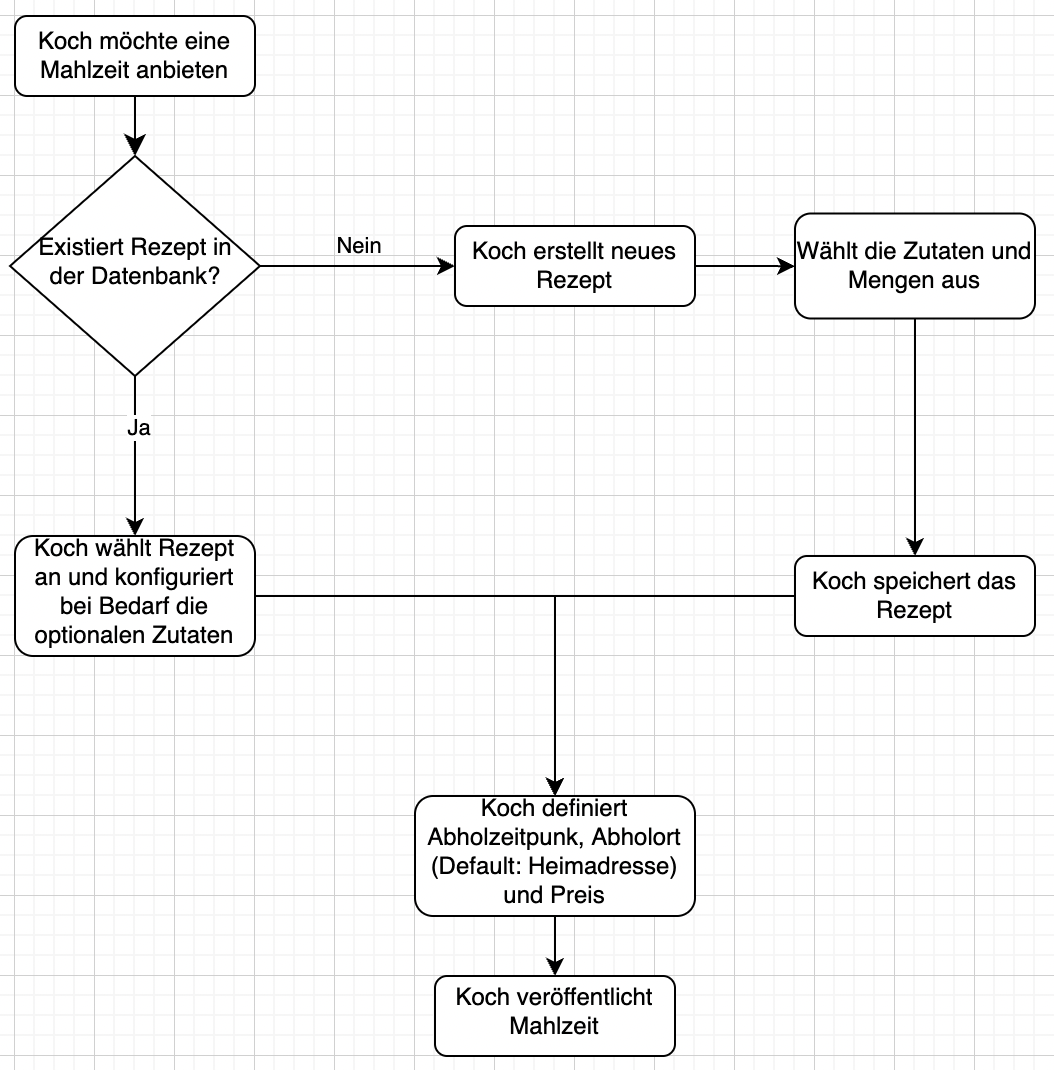 Koch möchte eine
Mahlzeit anbieten
Existiert Rezept in
der Datenbank?
Nein
Koch erstellt neues
Rezept
Wählt die Zutaten und
Mengen aus
Ja
Koch wählt Rezept
an und konfiguriert
bei Bedarf die
optionalen Zutaten
Koch speichert das
Rezept
Koch definiert
Abholzeitpunk, Abholort
(Default: Heimadresse)
und Preis
Koch veröffentlicht
Mahlzeit